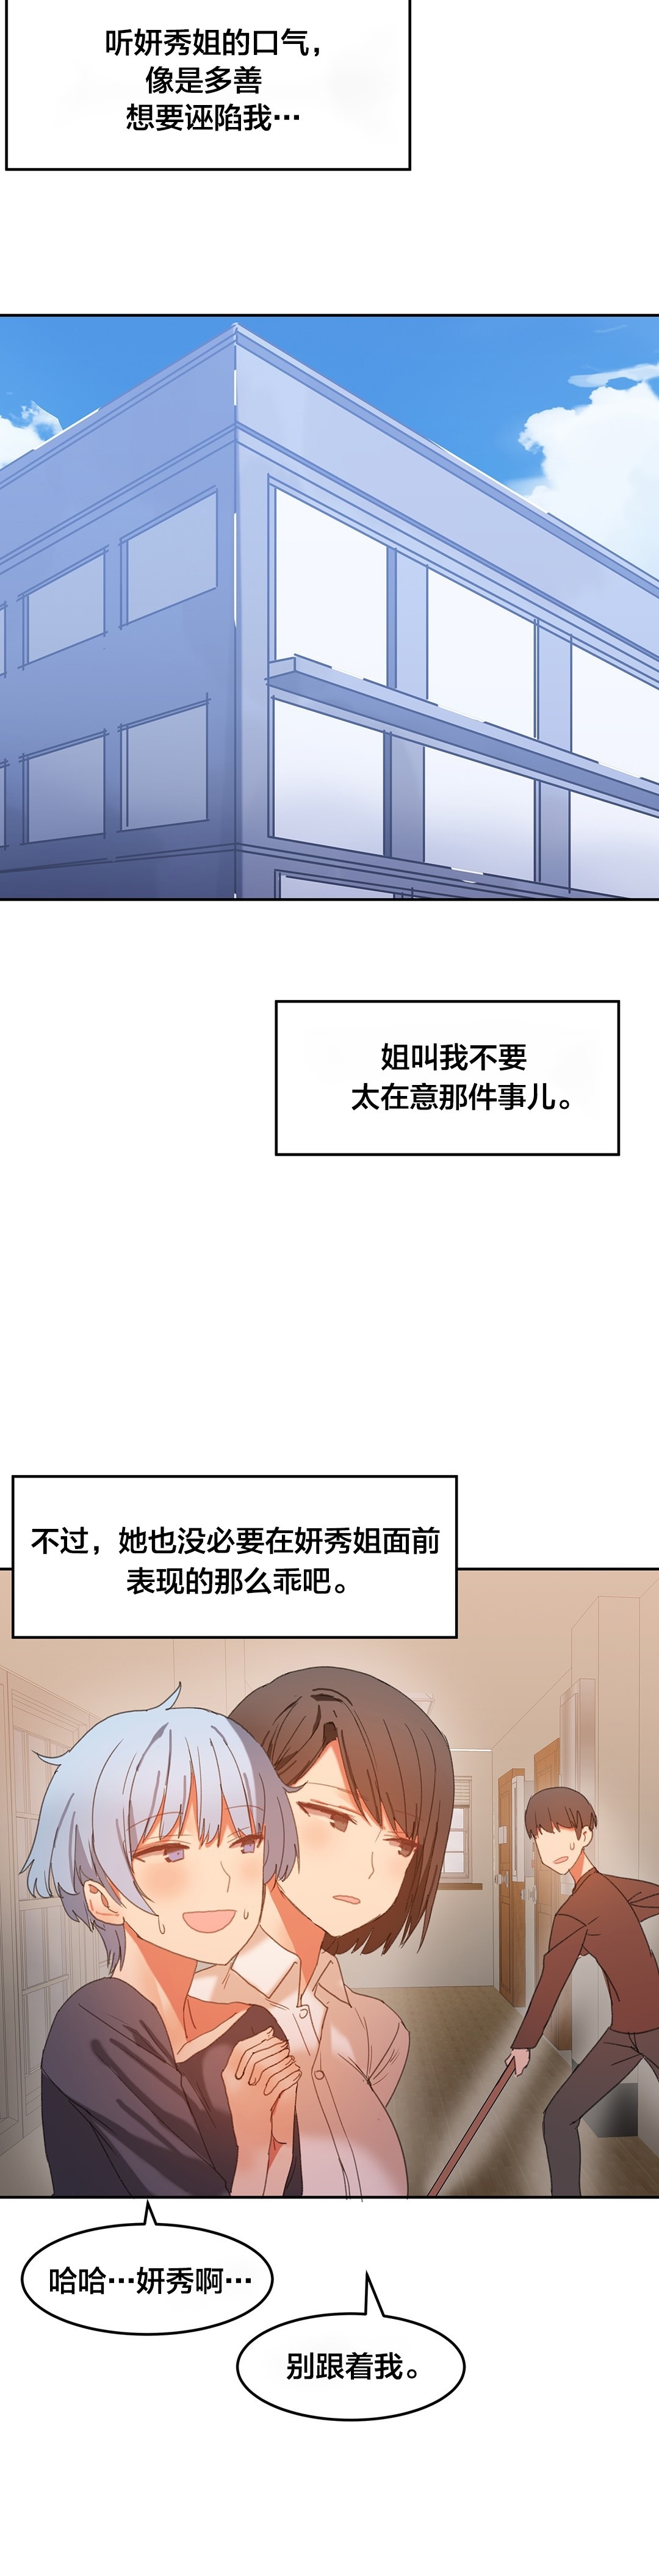 听妍秀姐的口气，
像是多善
想要诬陷我…
姐叫我不要
太在意那件事儿。
不过，她也没必要在妍秀姐面前
表现的那么乖吧。
哈哈…妍秀啊…
别跟着我。